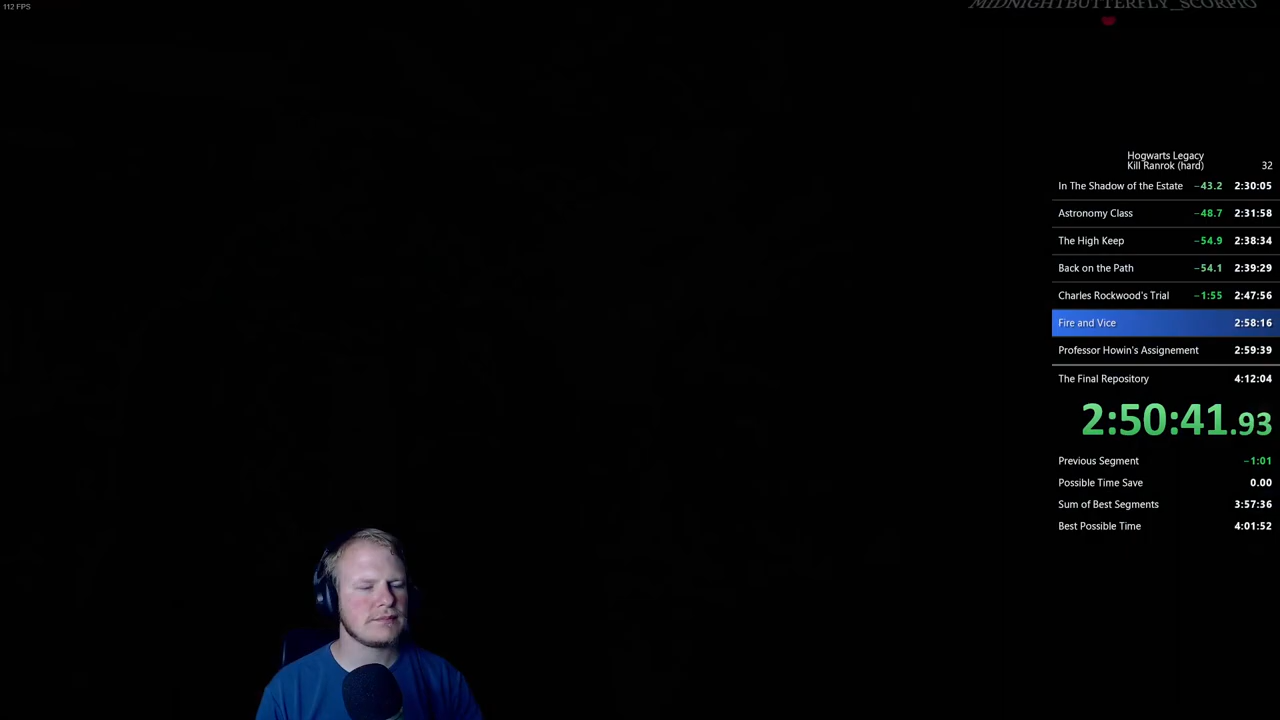 112 FPS
MIDNIGHTBUTTERFLY_SCORPIO
Hogwarts Legacy
Kill Ranrok (hard) 32
In The Shadow of the Estate -43.2 2:30:05
Astronomy Class -48.7 2:31:58
The High Keep -54.9 2:38:34
Back on the Path -54.1 2:39:29
Charles Rockwood's Trial -1:55 2:47:56
Fire and Vice 2:58:16
Professor Howin's Assignement 2:59:39
The Final Repository 4:12:04
2:50:41.93
Previous Segment -1:01
Possible Time Save 0.00
Sum of Best Segments 3:57:36
Best Possible Time 4:01:52